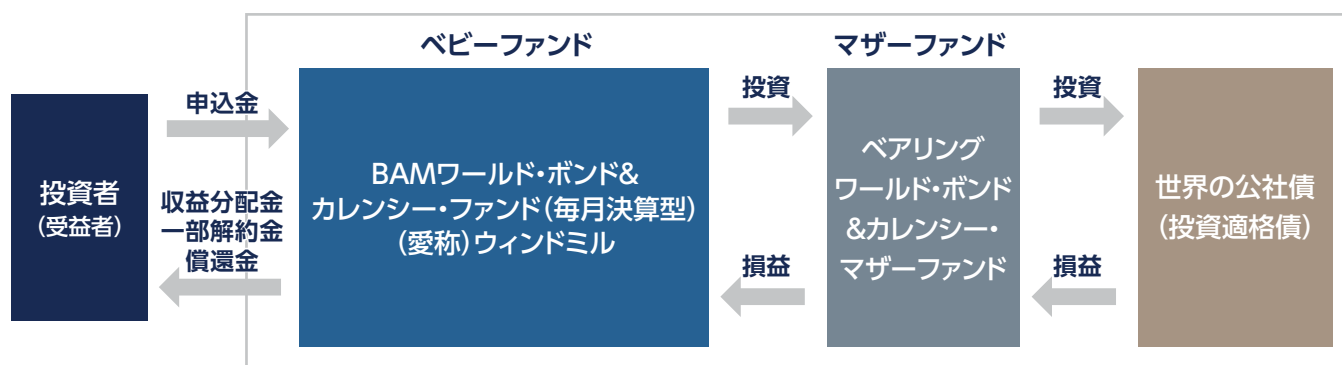 ベビーファンド
マザーファンド
投資者
(受益者)
申込金
収益分配金
一部解約金
償還金
BAMワールド・ボンド&
カレンシー・ファンド(毎月決算型)
(愛称)ウィンドミル
投資
損益
ベアリング
ワールド・ボンド
&カレンシー・
マザーファンド
投資
損益
世界の公社債
(投資適格債)